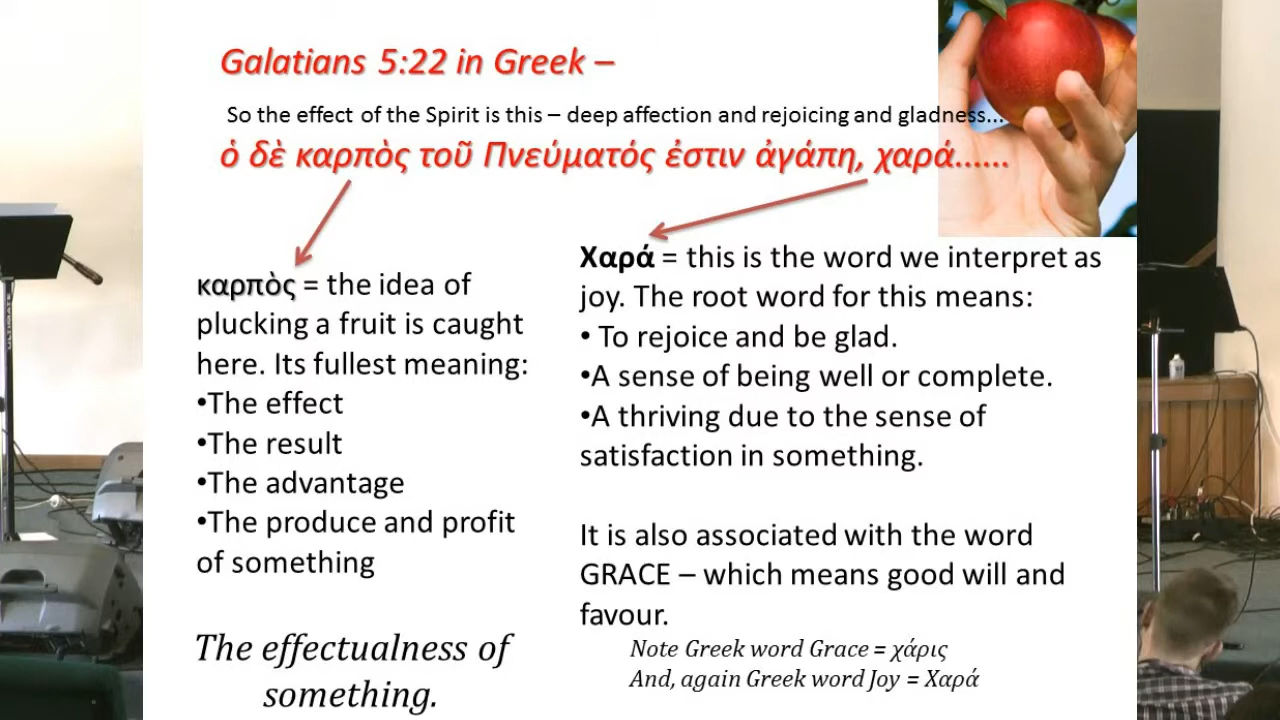 Galatians 5:22 in Greek –
So the effect of the Spirit is this – deep affection and rejoicing and gladness...
ὁ δὲ καρπὸς τοῦ Πνεύματός ἐστιν ἀγάπη, χαρά......
καρπὸς = the idea of
plucking a fruit is caught
here. Its fullest meaning:
•The effect
•The result
•The advantage
•The produce and profit
of something
The effectualness of
something.
Χαρά = this is the word we interpret as
joy. The root word for this means:
• To rejoice and be glad.
•A sense of being well or complete.
•A thriving due to the sense of
satisfaction in something.
It is also associated with the word
GRACE – which means good will and
favour.
Note Greek word Grace = χάρις
And, again Greek word Joy = Χαρά
ULTIMATE